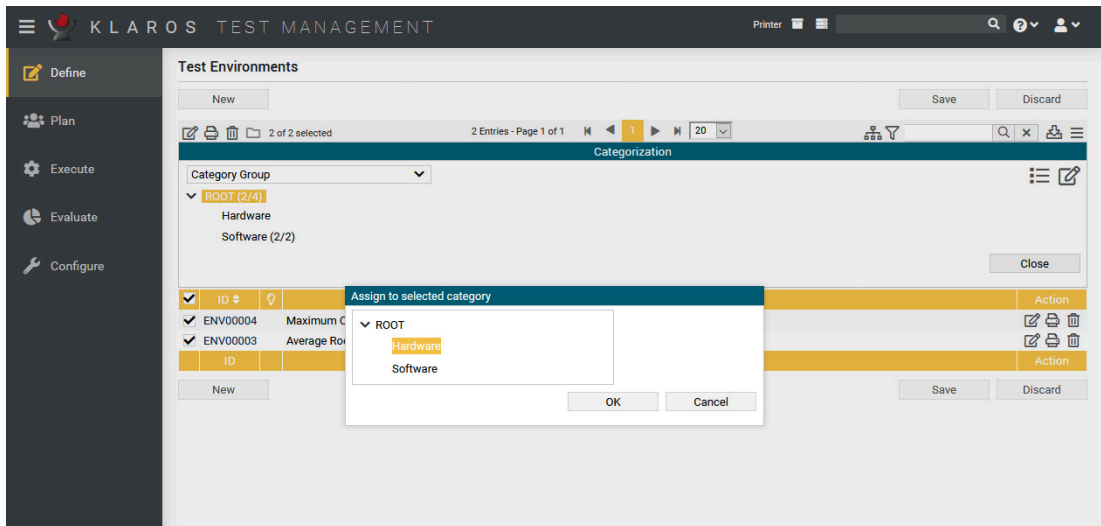 KLAROS TEST MANAGEMENT
Printer
Define
Plan
Execute
Evaluate
Configure
Test Environments
New
Save Discard
2 of 2 selected 2 Entries - Page 1 of 1 1 20
Categorization
Category Group
ROOT (2/4)
Hardware
Software (2/2)
Close
ID Action
ENV00004 Maximum C
ENV00003 Average Ro
ID Action
New Save Discard
Assign to selected category
ROOT
Hardware
Software
OK Cancel